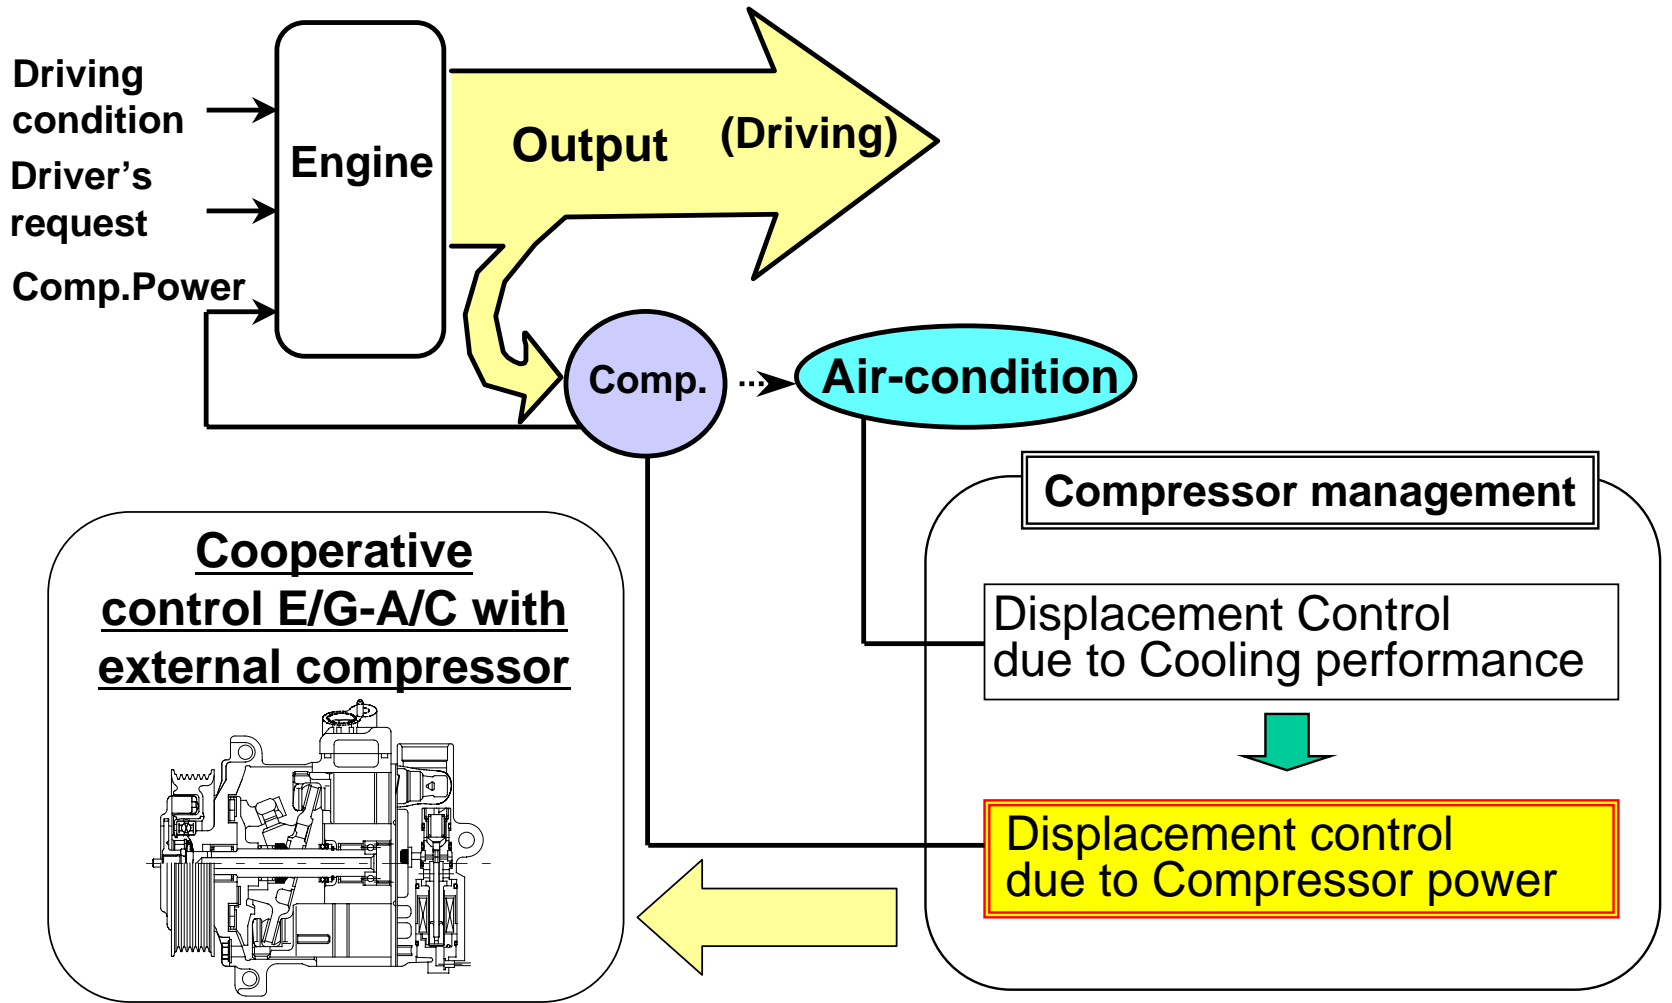 Driving
condition
Driver’s
request
Comp.Power
Engine
Output
(Driving)
Comp.
Air-condition
Compressor management
Displacement Control
due to Cooling performance
Displacement control
due to Compressor power
Cooperative
control E/G-A/C with
external compressor